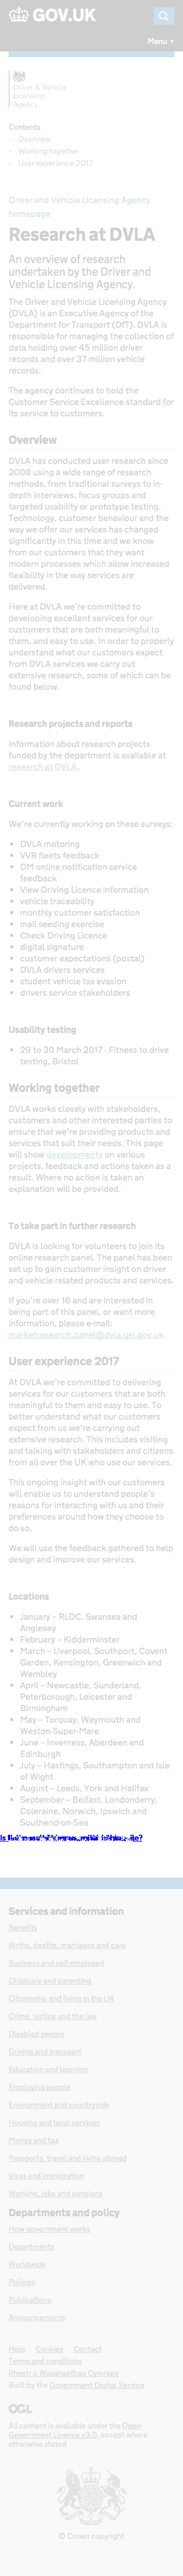 GOV.UK
Menu ▼
Driver & Vehicle
Licensing
Agency
Contents
- Overview
- Working together
- User experience 2017
Driver and Vehicle Licensing Agency
homepage
Research at DVLA
An overview of research
undertaken by the Driver and
Vehicle Licensing Agency.
The Driver and Vehicle Licensing Agency
(DVLA) is an Executive Agency of the
Department for Transport (DfT). DVLA is
responsible for managing the collection of
data holding over 45 million driver
records and over 37 million vehicle
records.
The agency continues to hold the
Customer Service Excellence standard for
its service to customers.
Overview
DVLA has conducted user research since
2008 using a wide range of research
methods, from traditional surveys to in-
depth interviews, focus groups and
targeted usability or prototype testing.
Technology, customer behaviour and the
way we offer our services has changed
significantly and we know
from our customers that they want
modern processes which allow increased
flexibility in the way services are
delivered.
Here at DVLA we're committed to
developing excellent services for our
customers that are both meaningful to
them, and easy to use. In order to properly
understand what our customers expect
from DVLA services we carry out
extensive research, some of which can be
found below.
Research projects and reports
Information about research projects
funded by the department is available at
research at DVLA.
Current work
We're currently working on these surveys:
• DVLA motoring
• VVR fleets feedback
• DM online notification service
feedback
• View Driving Licence Information
• vehicle traceability
• monthly customer satisfaction
• mail seeding exercise
• Check Driving Licence
• digital signature
• customer expectations (postal)
• DVLA drivers services
• student vehicle tax evasion
• drivers service stakeholders
Usability testing
• 29 to 30 March 2017 - Fitness to drive
testing, Bristol
Working together
DVLA works closely with stakeholders,
customers and other interested parties to
ensure that we're providing products and
services that suit their needs. This page
will show developments on various
projects, feedback and actions taken as a
result. Where no action is taken an
explanation will be provided.
To take part in further research
DVLA is looking for volunteers to join its
online research panel. The panel has been
set up to gain customer insight on driver
and vehicle related products and services.
If you're over 16 and are interested in
being part of this panel, or want more
information, please e-mail:
marketresearch.panel@dvla.gsi.gov.uk
User experience 2017
At DVLA we're committed to delivering
services for our customers that are both
meaningful to them and easy to use. To
better understand what our customers
expect from us we're carrying out
extensive research. This includes visiting
and talking with stakeholders and citizens
from all over the UK who use our services.
This ongoing insight with our customers
will enable us to understand people's
reasons for interacting with us and their
preferences around how they choose to
do so.
We will use the feedback gathered to help
design and improve our services.
Locations
• January – RLDC, Swansea and
Anglesey
• February – Kidderminster
• March – Liverpool, Southport, Covent
Garden, Kensington, Greenwich and
Wembley
• April – Newcastle, Sunderland,
Peterborough, Leicester and
Birmingham
• May – Torquay, Weymouth and
Weston-Super-Mare
• June – Inverness, Aberdeen and
Edinburgh
• July – Hastings, Southampton and Isle
of Wight
• August – Leeds, York and Halifax
• September – Belfast, Londonderry,
Coleraine, Norwich, Ipswich and
Southend-on-Sea
Services and information
Benefits
Births, deaths, marriages and care
Business and self-employed
Childcare and parenting
Citizenship and living in the UK
Crime, justice and the law
Disabled people
Driving and transport
Education and learning
Employing people
Environment and countryside
Housing and local services
Money and tax
Passports, travel and living abroad
Visas and immigration
Working, jobs and pensions
Departments and policy
How government works
Departments
Worldwide
Policies
Publications
Announcements
Help Cookies Contact
Terms and conditions
Rhestr o Wasanaethau Cymraeg
Built by the Government Digital Service
OGL
All content is available under the Open
Government Licence v3.0, except where
otherwise stated
© Crown copyright